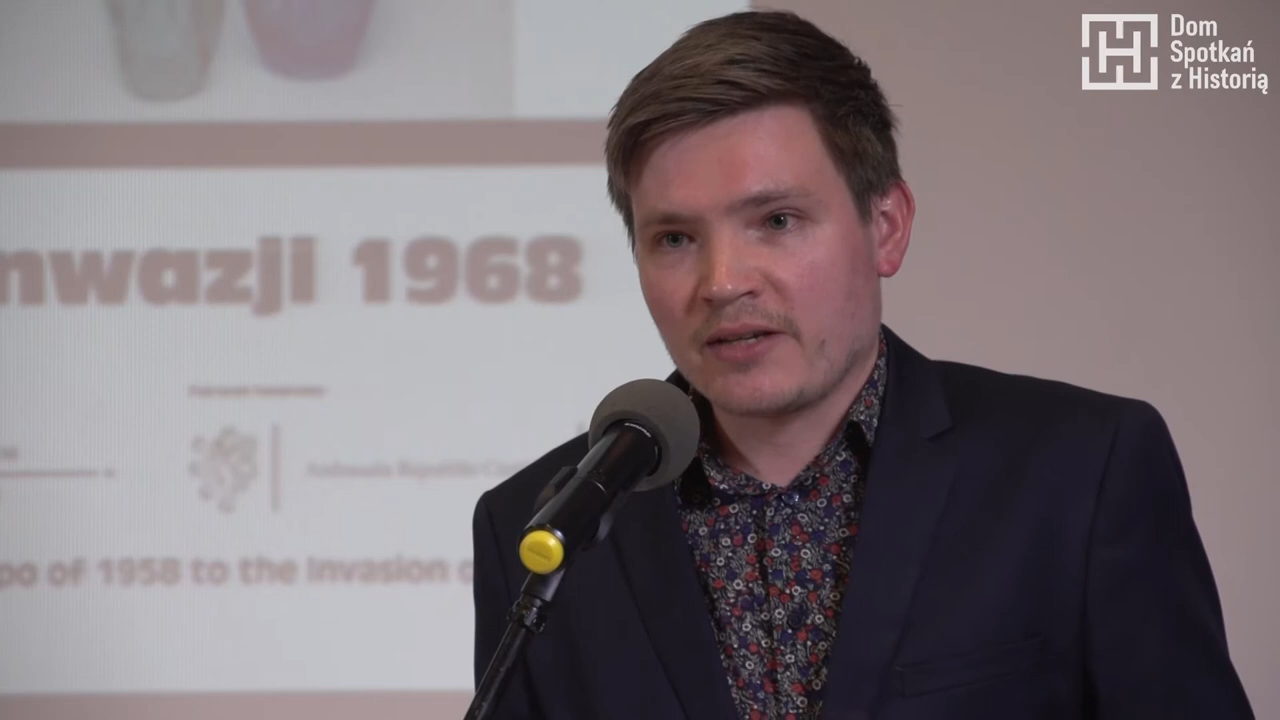 Dom
Spotkań
z Historią
nwazji 1968
po of 1958 to the Invasion